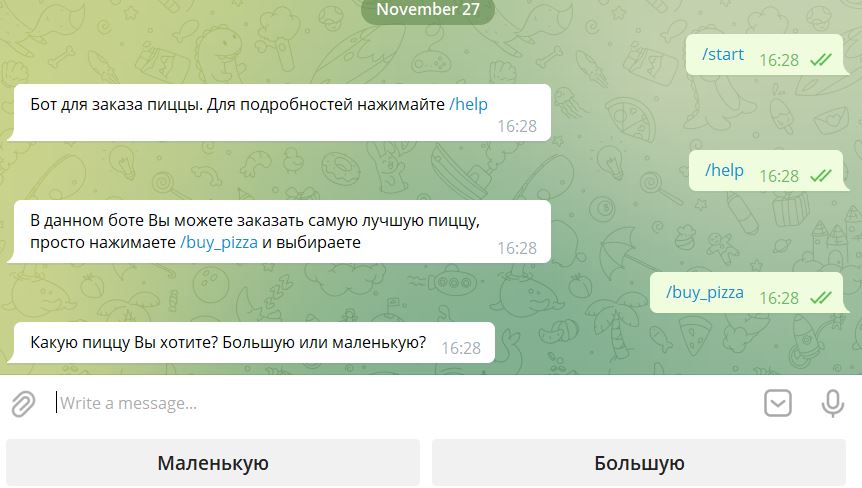 November 27
/start 16:28
Бот для заказа пиццы. Для подробностей нажимайте /help
16:28
/help 16:28
В данном боте Вы можете заказать самую лучшую пиццу,
просто нажимаете /buy_pizza и выбираете
16:28
/buy_pizza 16:28
Какую пиццу Вы хотите? Большую или маленькую? 16:28
Write a message...
Маленькую
Большую